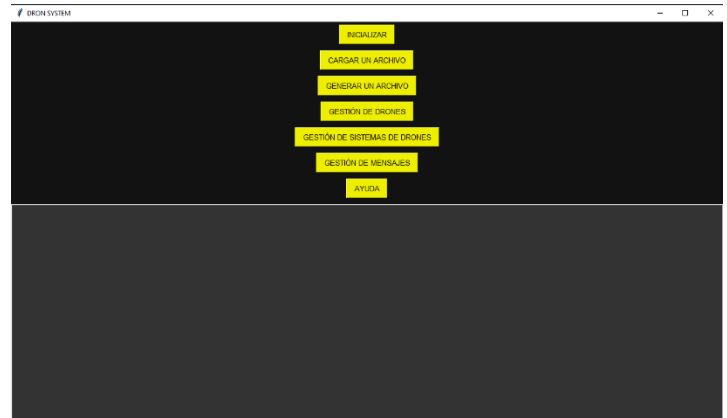 DRON SYSTEM
INICIALIZAR
CARGAR UN ARCHIVO
GENERAR UN ARCHIVO
GESTIÓN DE DRONES
GESTIÓN DE SISTEMAS DE DRONES
GESTIÓN DE MENSAJES
AYUDA